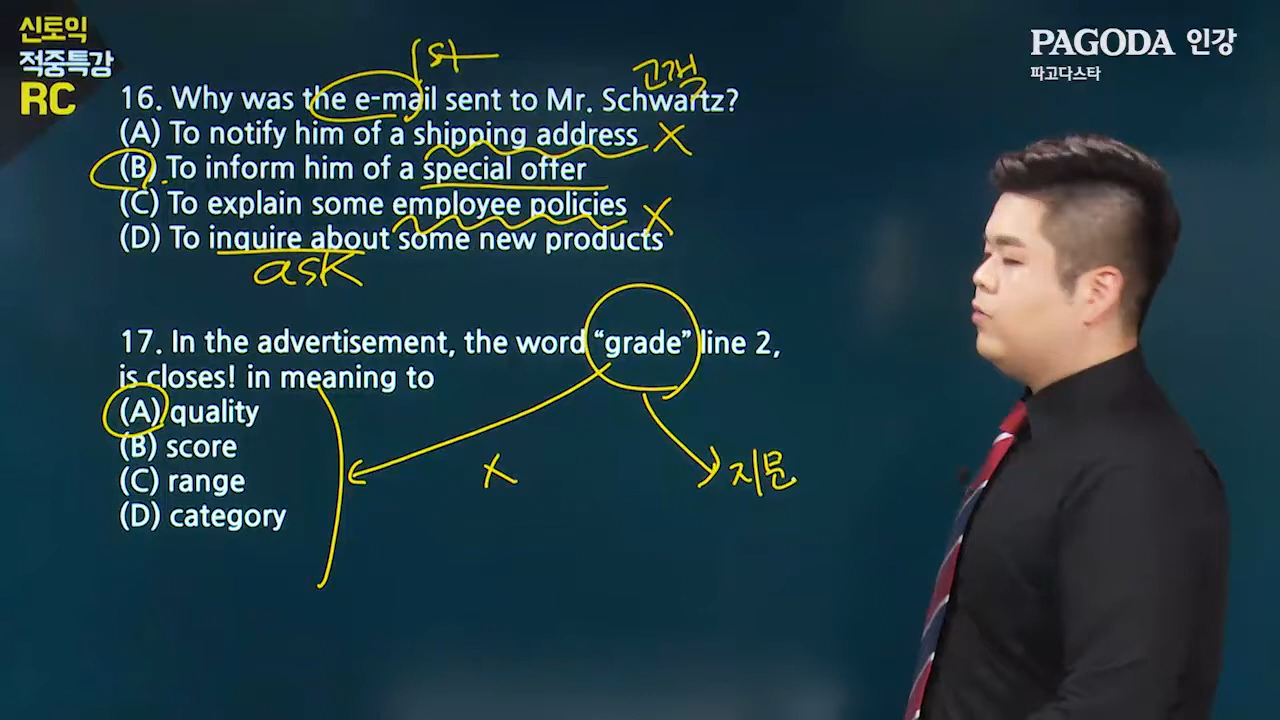 신토익
적중특강
RC
PAGODA 인강
파고다스타
1st
고객
16. Why was the e-mail sent to Mr. Schwartz?
(A) To notify him of a shipping address X
(B) To inform him of a special offer
(C) To explain some employee policies X
(D) To inquire about some new products
ask
17. In the advertisement, the word “grade” line 2,
is closes! in meaning to
(A) quality
(B) score
(C) range
(D) category
X
지문